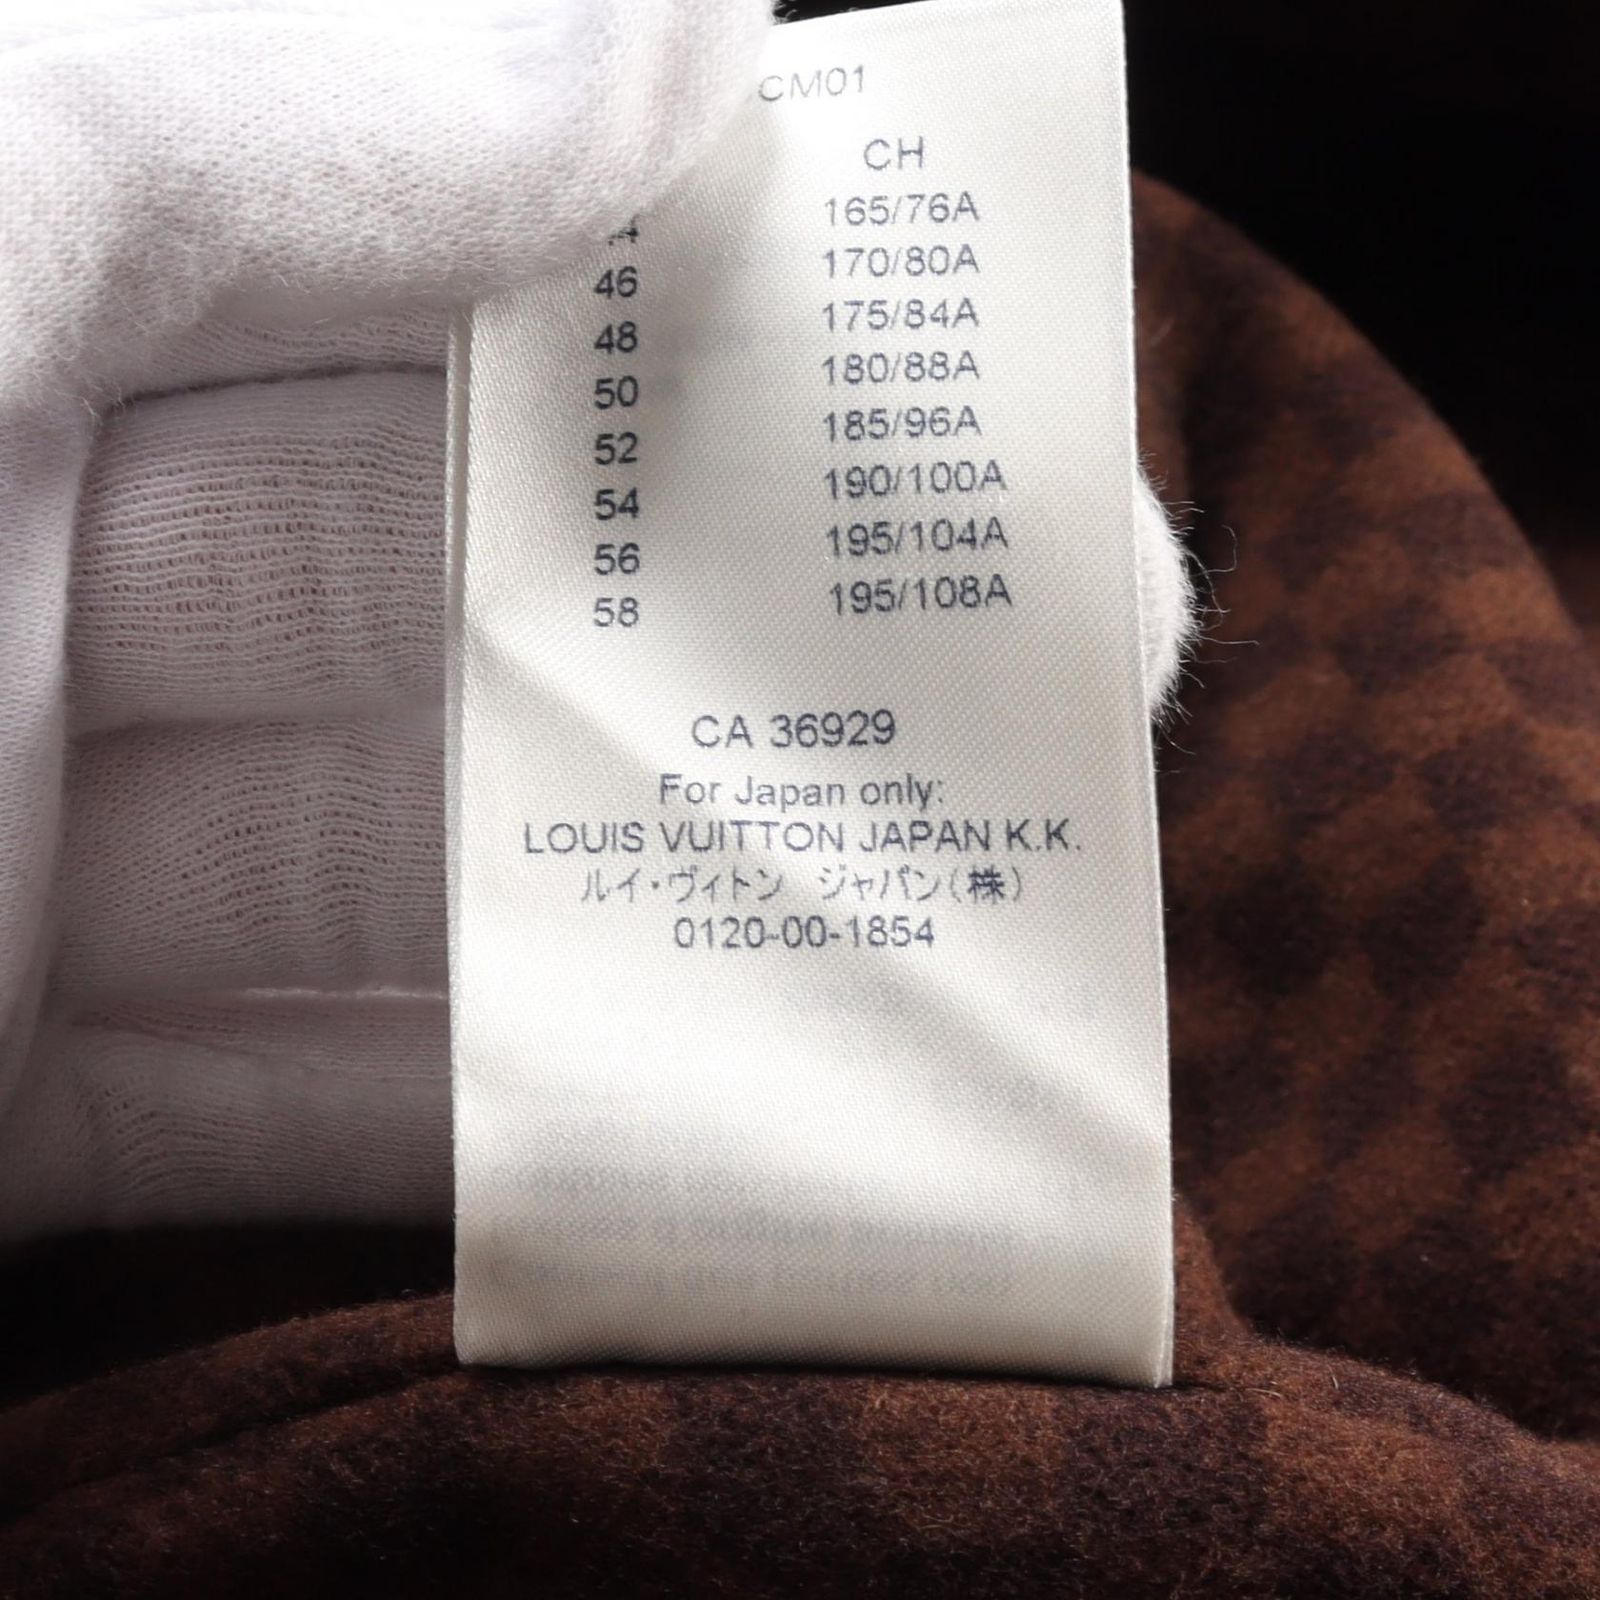 CM01
CH
165/76A
46 170/80A
48 175/84A
50 180/88A
52 185/96A
54 190/100A
56 195/104A
58 195/108A
CA 36929
For Japan only:
LOUIS VUITTON JAPAN K.K.
ルイ・ヴィトン ジャパン(株)
0120-00-1854